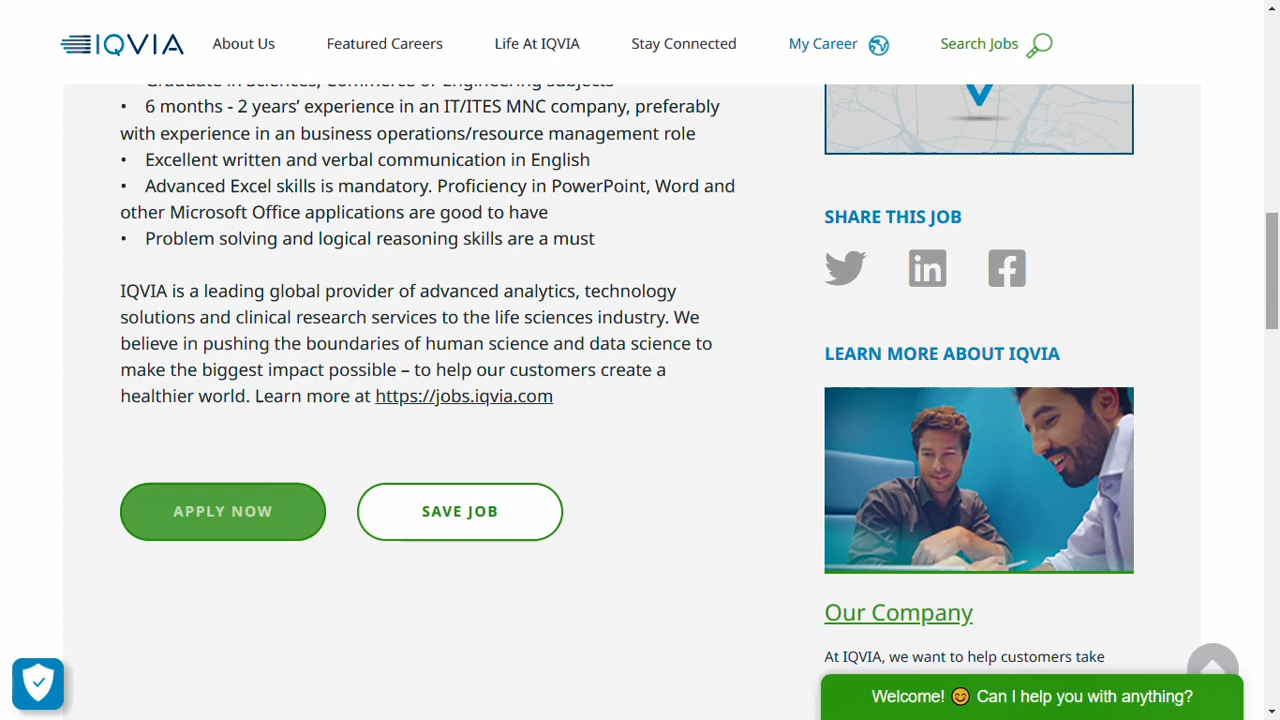 IQVIA
About Us
Featured Careers
Life At IQVIA
Stay Connected
My Career
Search Jobs
Graduate in Sciences, Commerce or Engineering subjects
• 6 months - 2 years’ experience in an IT/ITES MNC company, preferably
with experience in an business operations/resource management role
• Excellent written and verbal communication in English
• Advanced Excel skills is mandatory. Proficiency in PowerPoint, Word and
other Microsoft Office applications are good to have
• Problem solving and logical reasoning skills are a must
IQVIA is a leading global provider of advanced analytics, technology
solutions and clinical research services to the life sciences industry. We
believe in pushing the boundaries of human science and data science to
make the biggest impact possible – to help our customers create a
healthier world. Learn more at https://jobs.iqvia.com
APPLY NOW
SAVE JOB
SHARE THIS JOB
LEARN MORE ABOUT IQVIA
Our Company
At IQVIA, we want to help customers take
Welcome! 😊 Can I help you with anything?